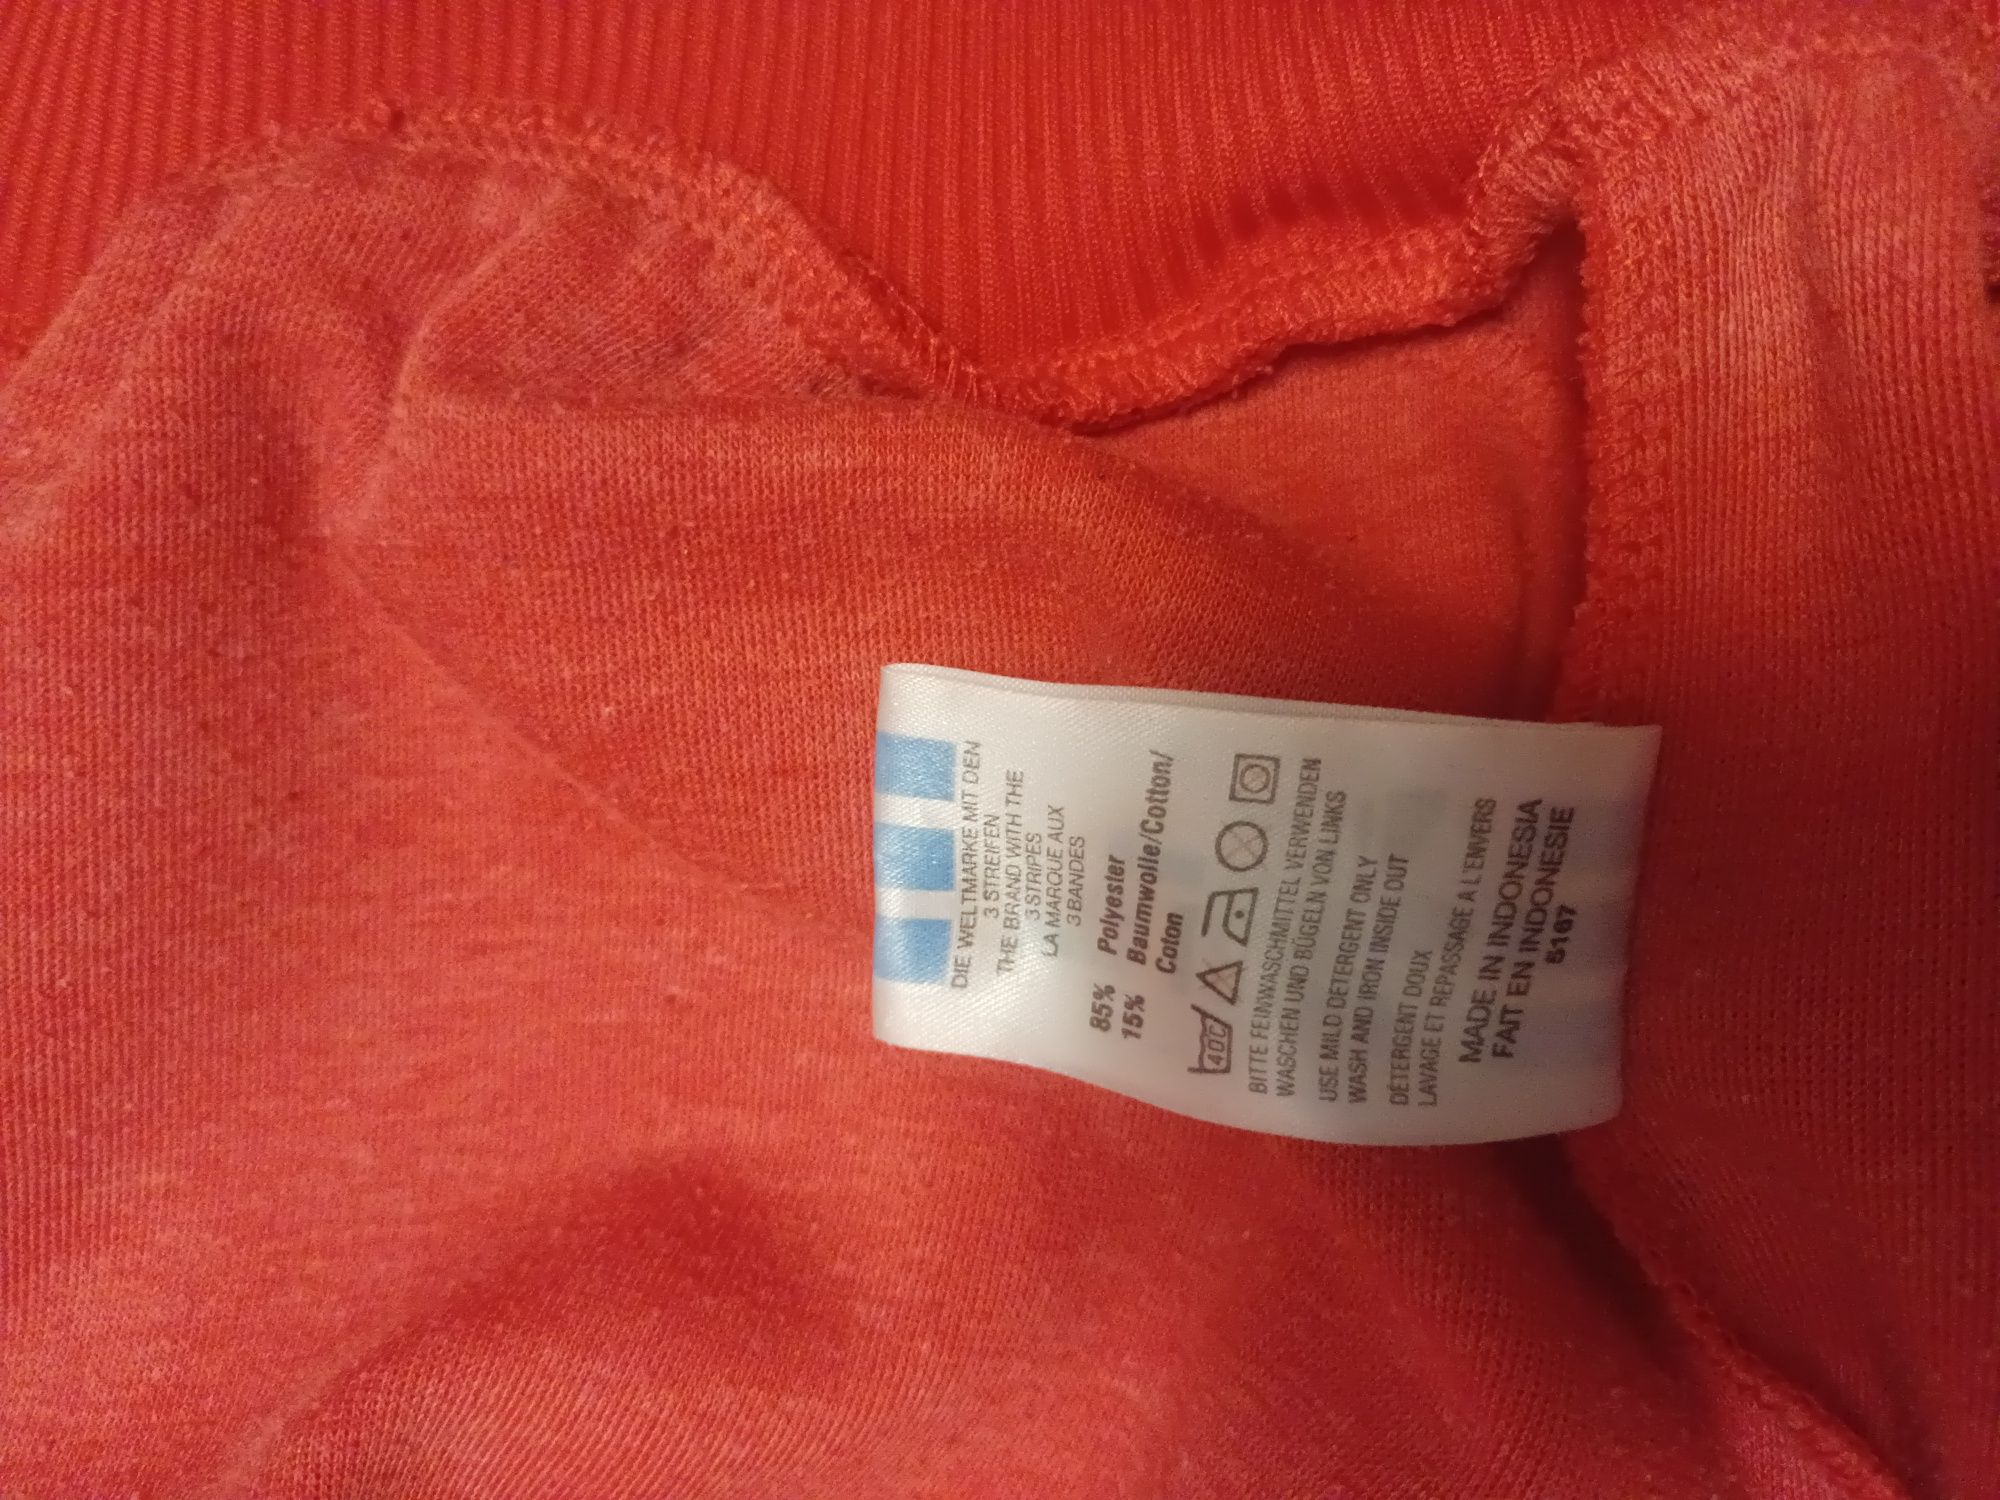 DIE WELTMARKE MIT DEN
3 STREIFEN
THE BRAND WITH THE
3 STRIPES
LA MARQUE AUX
3 BANDES
85% Polyester
15% Baumwolle/Cotton/
Coton
40C
BITTE FEINWASCHMITTEL VERWENDEN
WASCHEN UND BÜGELN VON LINKS
USE MILD DETERGENT ONLY
WASH AND IRON INSIDE OUT
DÉTERGENT DOUX
LAVAGE ET REPASSAGE A L'ENVERS
MADE IN INDONESIA
FAIT EN INDONESIE
5167